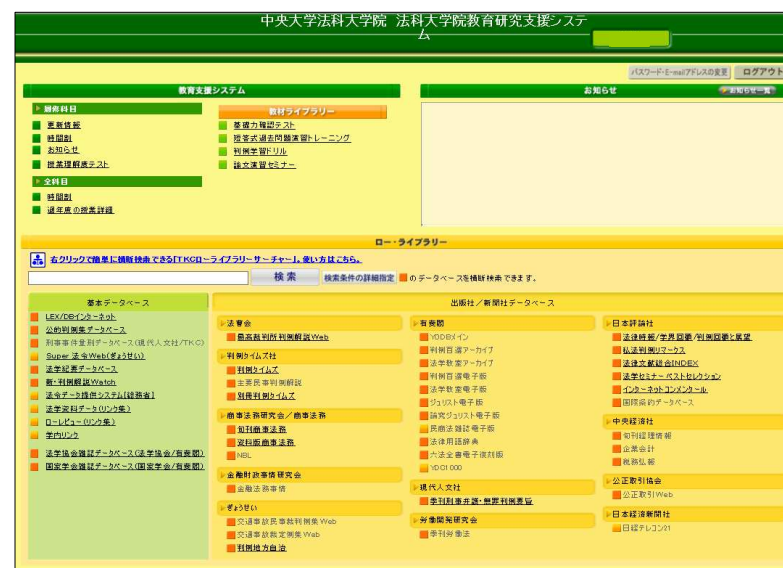 中央大学法科大学院 法科大学院教育研究支援システム
パスワード・E-mailアドレスの変更
ログアウト
教育支援システム
履修科目
更新情報
時間割
お知らせ
授業理解度テスト
全科目
時間割
過年度の授業詳細
教材ライブラリー
基礎力確認テスト
短答式過去問題演習トレーニング
判例学習ドリル
論文演習セミナー
お知らせ
お知らせ一覧
ロー・ライブラリー
右クリックで簡単に横断検索できる「TKCローライブラリーサーチャー」。使い方はこちら。
検索
検索条件の詳細指定
のデータベースを横断検索できます。
基本データベース
LEX/DBインターネット
公的判例集データベース
刑事事件量刑データベース(現代人文社/TKC)
Super 法令Web(ぎょうせい)
法学紀要データベース
新・判例解説Watch
法令データ提供システム[総務省]
法学資料データ(リンク集)
ローレビュー(リンク集)
学内リンク
法学協会雑誌データベース(法学協会/有斐閣)
国家学会雑誌データベース(国家学会/有斐閣)
出版社/新聞社データベース
法曹会
最高裁判所判例解説Web
判例タイムズ社
判例タイムズ
主要民事判例解説
別冊判例タイムズ
商事法務研究会/商事法務
旬刊商事法務
資料版商事法務
NBL
金融財政事情研究会
金融法務事情
ぎょうせい
交通事故民事裁判例集Web
交通事故裁定例集Web
判例地方自治
有斐閣
YDDBメイン
判例百選アーカイブ
法学教室アーカイブ
判例百選電子版
法学教室電子版
ジュリスト電子版
論究ジュリスト電子版
民商法雑誌電子版
法律用語辞典
六法全書電子復刻版
YDC1000
現代人文社
季刊刑事弁護・無罪判例要旨
労働開発研究会
季刊労働法
日本評論社
法律時報/学界回顧/判例回顧と展望
私法判例リマークス
法律文献総合INDEX
法学セミナーベストセレクション
インターネットコンメンタール
国際条約データベース
中央経済社
旬刊経理情報
企業会計
税務弘報
公正取引協会
公正取引Web
日本経済新聞社
日経テレコン21